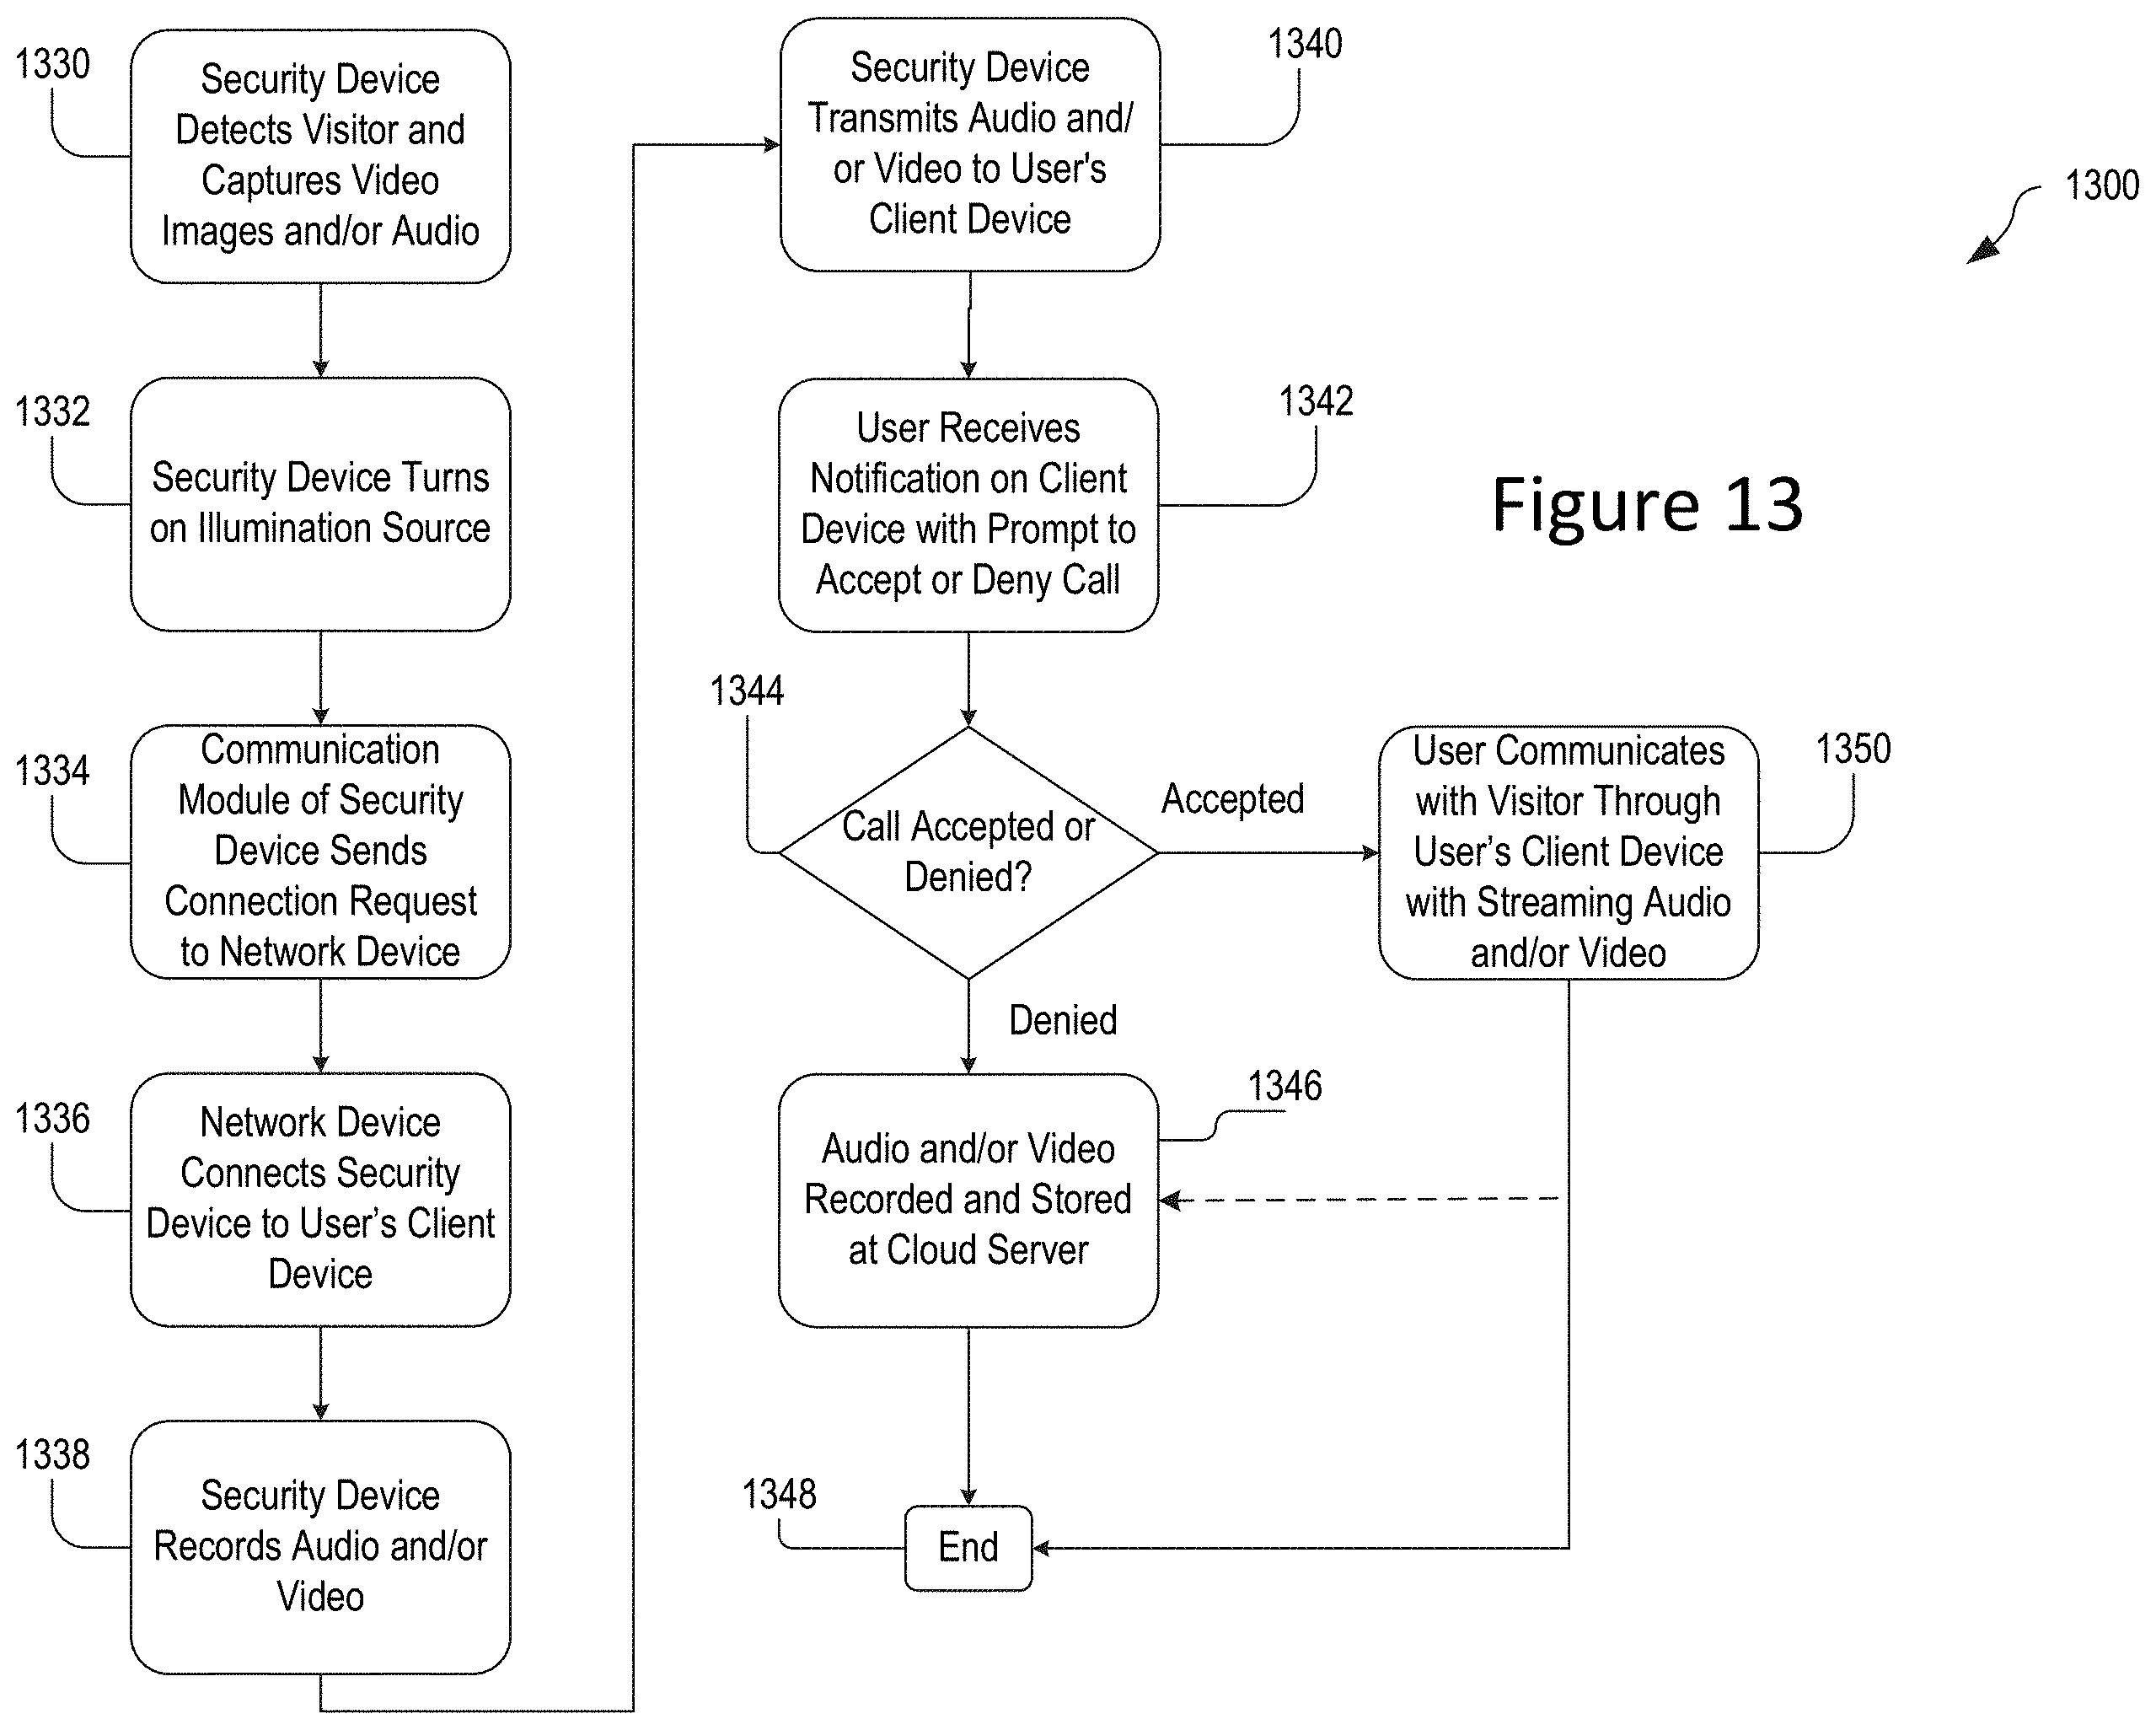 1330
Security Device
Detects Visitor and
Captures Video
Images and/or Audio
1332
Security Device Turns
on Illumination Source
1334
Communication
Module of Security
Device Sends
Connection Request
to Network Device
1336
Network Device
Connects Security
Device to User’s Client
Device
1338
Security Device
Records Audio and/or
Video
1340
Security Device
Transmits Audio and/
or Video to User's
Client Device
1342
User Receives
Notification on Client
Device with Prompt to
Accept or Deny Call
1344
Call Accepted or
Denied?
Accepted
Denied
1350
User Communicates
with Visitor Through
User’s Client Device
with Streaming Audio
and/or Video
1346
Audio and/or Video
Recorded and Stored
at Cloud Server
1348
End
1300
Figure 13